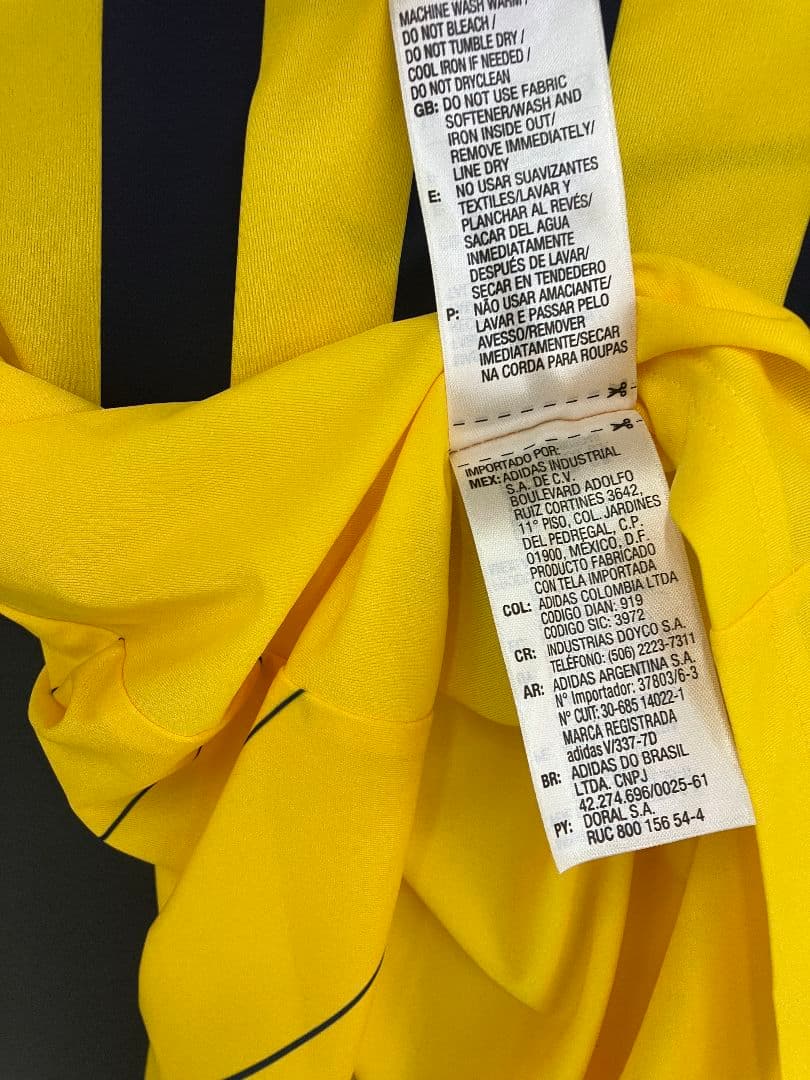 MACHINE WASH WARM /
DO NOT BLEACH /
DO NOT TUMBLE DRY /
COOL IRON IF NEEDED /
DO NOT DRYCLEAN
GB: DO NOT USE FABRIC
SOFTENER/WASH AND
IRON INSIDE OUT/
REMOVE IMMEDIATELY/
LINE DRY
E: NO USAR SUAVIZANTES
TEXTILES/LAVAR Y
PLANCHAR AL REVÉS/
SACAR DEL AGUA
INMEDIATAMENTE
DESPUÉS DE LAVAR/
SECAR EN TENDEDERO
P: NÃO USAR AMACIANTE/
LAVAR E PASSAR PELO
AVESSO/REMOVER
IMEDIATAMENTE/SECAR
NA CORDA PARA ROUPAS
IMPORTADO POR:
MEX: ADIDAS INDUSTRIAL
S.A. DE C.V.
BOULEVARD ADOLFO
RUIZ CORTINES 3642,
11° PISO, COL. JARDINES
DEL PEDREGAL, C.P.
01900, MÉXICO, D.F.
PRODUCTO FABRICADO
CON TELA IMPORTADA
COL: ADIDAS COLOMBIA LTDA
CODIGO DIAN: 919
CODIGO SIC: 3972
CR: INDUSTRIAS DOYCO S.A.
TELÉFONO: (506) 2223-7311
AR: ADIDAS ARGENTINA S.A.
N° Importador: 37803/6-3
N° CUIT: 30-685 14022-1
MARCA REGISTRADA
adidas V/337-7D
BR: ADIDAS DO BRASIL
LTDA. CNPJ
42.274.696/0025-61
PY: DORAL S.A.
RUC 800 156 54-4